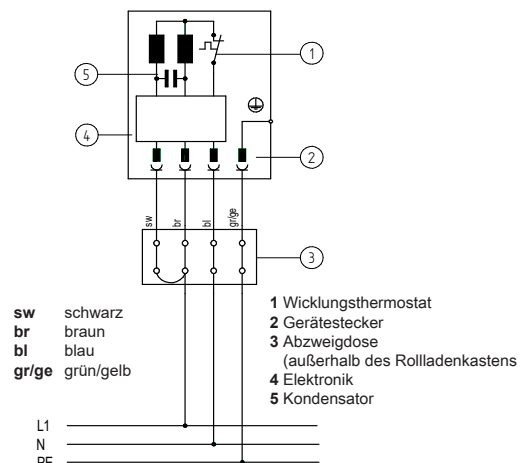 1
5
4
2
sw
br
bl
gr/ge
3
sw schwarz
br braun
bl blau
gr/ge grün/gelb
1 Wicklungsthermostat
2 Gerätestecker
3 Abzweigdose
(außerhalb des Rollladenkastens
4 Elektronik
5 Kondensator
L1
N
PE